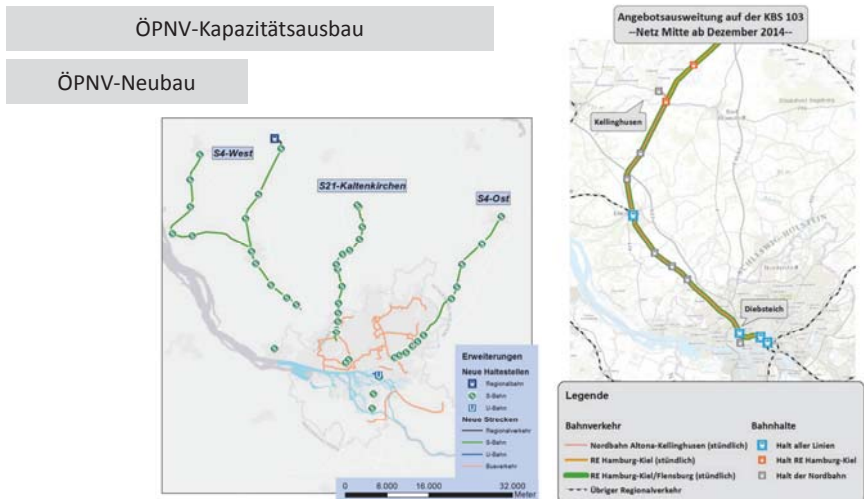 ÖPNV-Kapazitätsausbau
ÖPNV-Neubau
S4-West
S21-Kaltenkirchen
S4-Ost
Erweiterungen
Neue Haltestellen
Regionalbahn
S-Bahn
U-Bahn
Neue Strecken
Regionalverkehr
S-Bahn
U-Bahn
Busverkehr
0 8.000 16.000 32.000
Meter
Angebotsausweitung auf der KBS 103
--Netz Mitte ab Dezember 2014--
Kellinghusen
SCHLESWIG-HOLSTEIN
Diebsteich
Legende
Bahnverkehr
Nordbahn Altona-Kellinghusen (stündlich)
RE Hamburg-Kiel (stündlich)
RE Hamburg-Kiel/Flensburg (stündlich)
Übriger Regionalverkehr
Bahnhalte
Halt aller Linien
Halt RE Hamburg-Kiel
Halt der Nordbahn